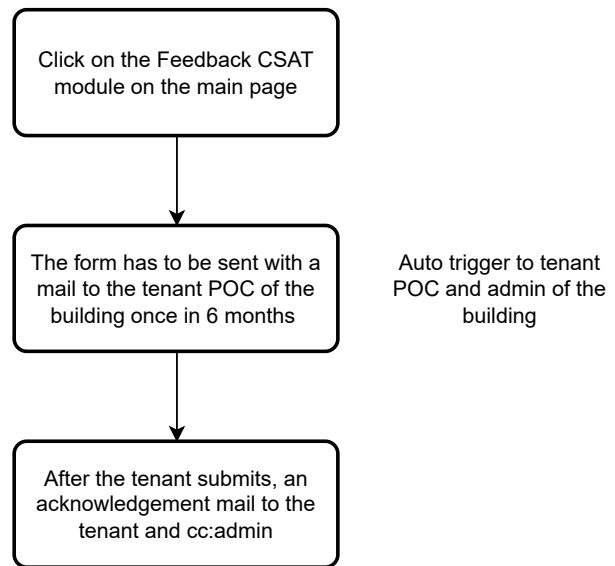 Click on the Feedback CSAT
module on the main page
The form has to be sent with a
mail to the tenant POC of the
building once in 6 months
Auto trigger to tenant
POC and admin of the
building
After the tenant submits, an
acknowledgement mail to the
tenant and cc:admin